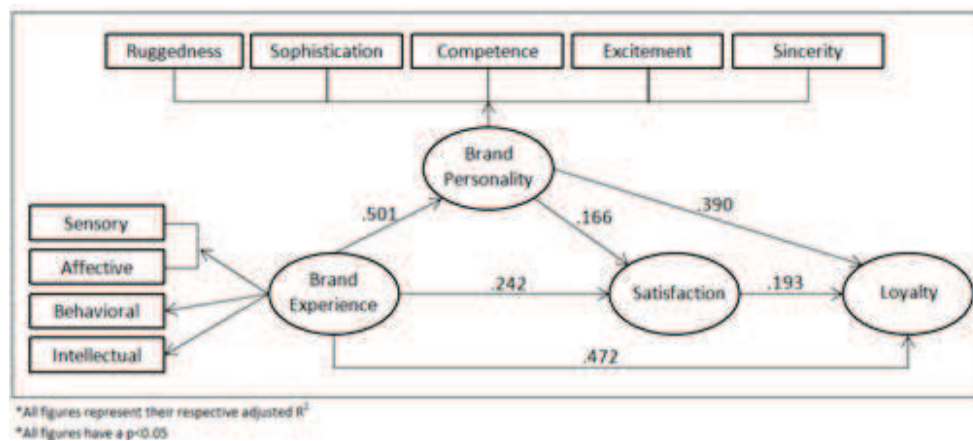 Ruggedness
Sophistication
Competence
Excitement
Sincerity
Brand
Personality
.501
.166
.390
Sensory
Affective
Behavioral
Intellectual
Brand
Experience
.242
Satisfaction
.193
Loyalty
.472
*All figures represent their respective adjusted R²
*All figures have a p<0.05